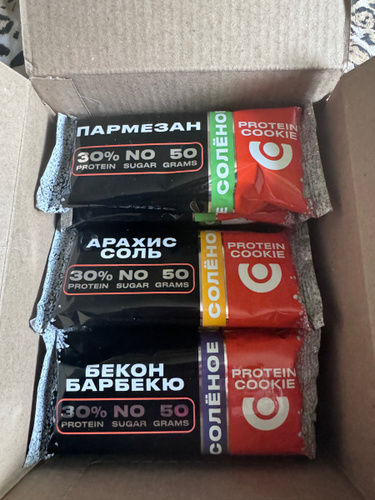 ПАРМЕЗАН
30% NO 50
PROTEIN SUGAR GRAMS
СОЛЁНО
PROTEIN
COOKIE
АРАХИС
СОЛЬ
30% NO 50
PROTEIN SUGAR GRAMS
СОЛЁНО
PROTEIN
COOKIE
БЕКОН
БАРБЕКЮ
30% NO 50
PROTEIN SUGAR GRAMS
СОЛЁНОЕ
PROTEIN
COOKIE